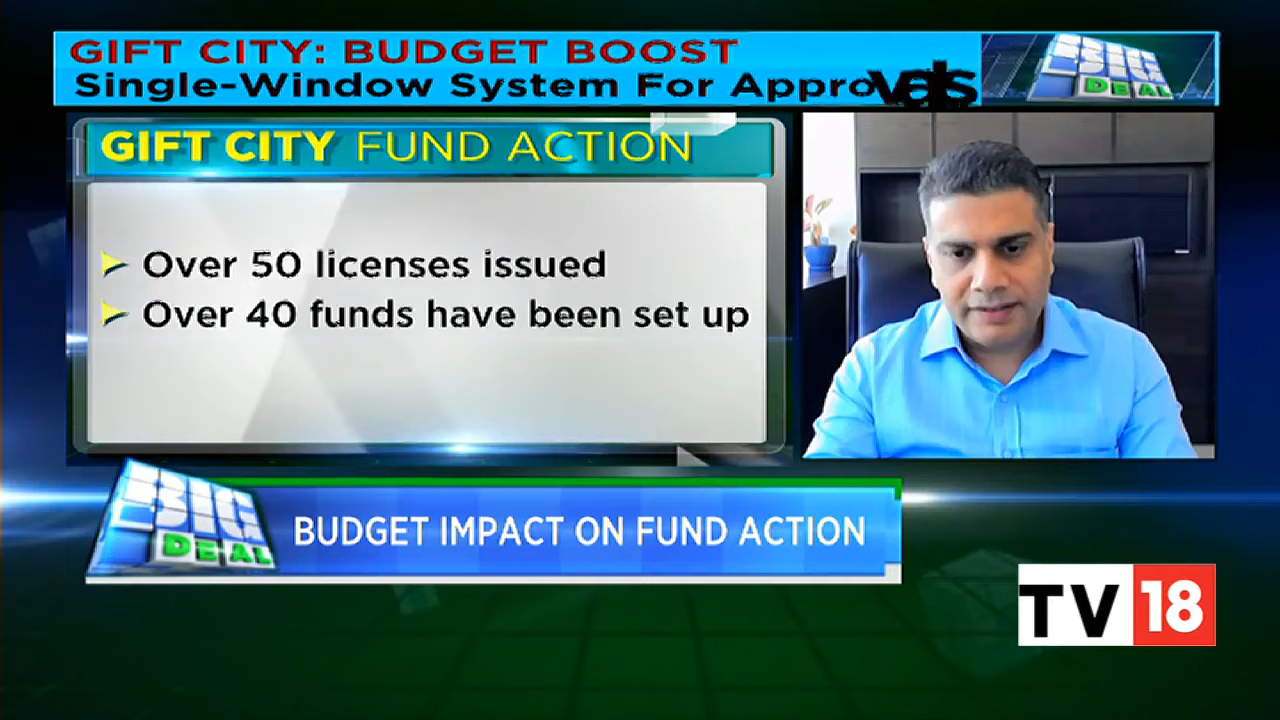 GIFT CITY: BUDGET BOOST
Single-Window System For Approvals
BIG
DEAL
GIFT CITY FUND ACTION
Over 50 licenses issued
Over 40 funds have been set up
BIG
DEAL
BUDGET IMPACT ON FUND ACTION
TV18